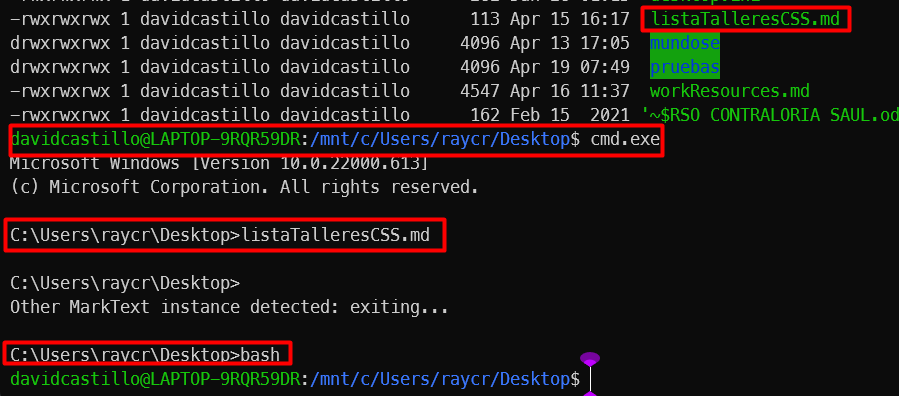 113 Apr 15 16:17 listaTalleresCSS.md
drwxrwxrwx 1 davidcastillo davidcastillo 4096 Apr 13 17:05 mundose
drwxrwxrwx 1 davidcastillo davidcastillo 4096 Apr 19 07:49 pruebas
-rwxrwxrwx 1 davidcastillo davidcastillo 4547 Apr 16 11:37 workResources.md
-rwxrwxrwx 1 davidcastillo davidcastillo 162 Feb 15 2021 '~$RSO CONTRALORIA SAUL.od
davidcastillo@LAPTOP-9RQR59DR:/mnt/c/Users/raycr/Desktop$ cmd.exe
Microsoft Windows [Version 10.0.22000.613]
(c) Microsoft Corporation. All rights reserved.
C:\Users\raycr\Desktop>listaTalleresCSS.md
C:\Users\raycr\Desktop>
Other MarkText instance detected: exiting...
C:\Users\raycr\Desktop>bash
davidcastillo@LAPTOP-9RQR59DR:/mnt/c/Users/raycr/Desktop$